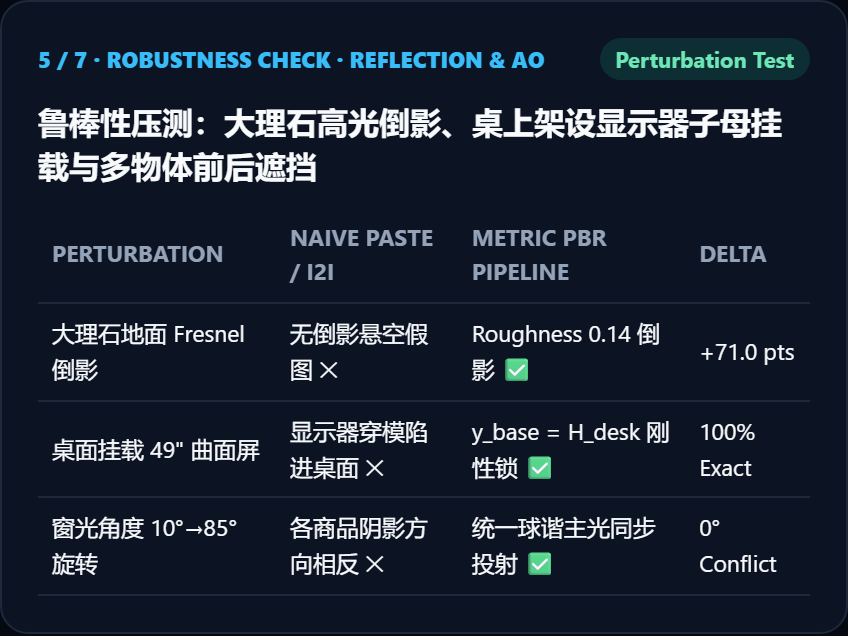 5 / 7 · ROBUSTNESS CHECK · REFLECTION & AO
Perturbation Test
鲁棒性压测：大理石高光倒影、桌上架设显示器子母挂
载与多物体前后遮挡
PERTURBATION
NAIVE PASTE
/ I2I
METRIC PBR
PIPELINE
DELTA
大理石地面 Fresnel
倒影
无倒影悬空假
图 ✕
Roughness 0.14 倒
影 ✅
+71.0 pts
桌面挂载 49" 曲面屏
显示器穿模陷
进桌面 ✕
y_base = H_desk 刚
性锁 ✅
100%
Exact
窗光角度 10°→85°
旋转
各商品阴影方
向相反 ✕
统一球谐主光同步
投射 ✅
0°
Conflict